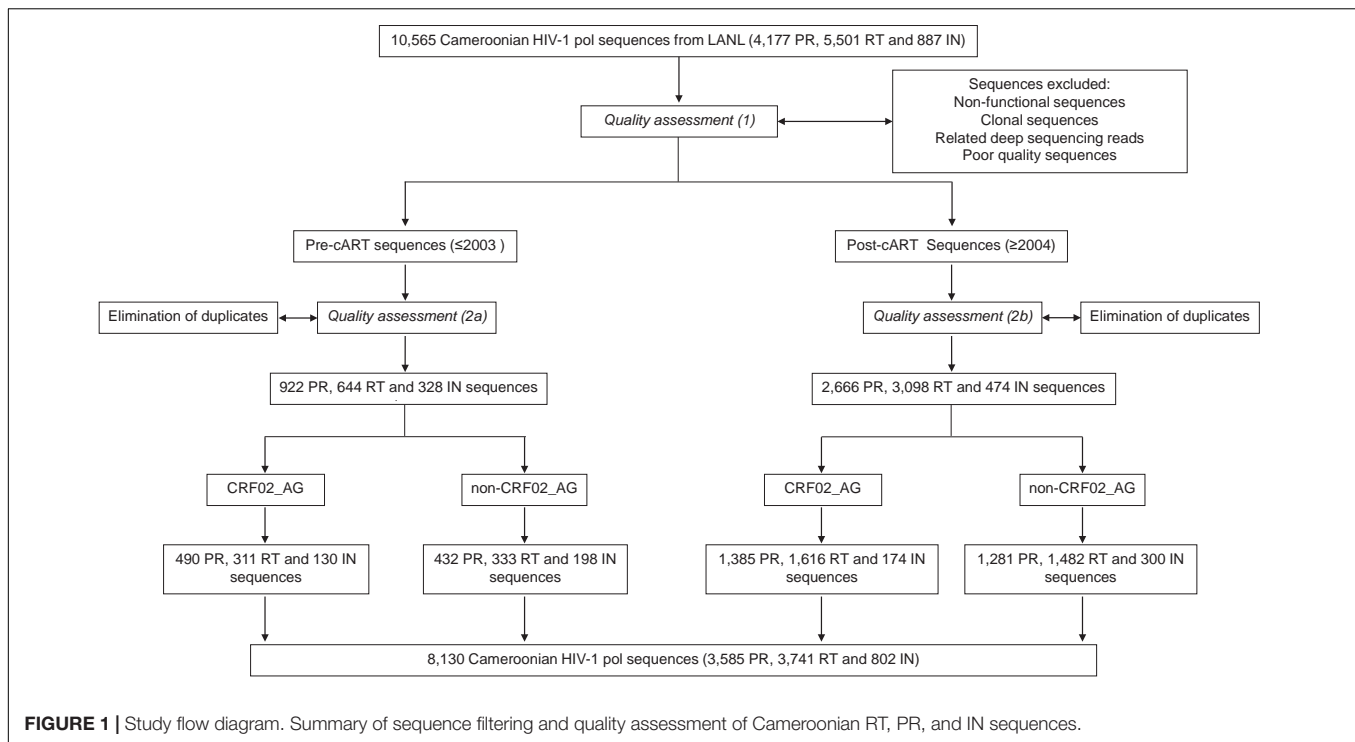 10,565 Cameroonian HIV-1 pol sequences from LANL (4,177 PR, 5,501 RT and 887 IN)
Quality assessment (1)
Sequences excluded:
Non-functional sequences
Clonal sequences
Related deep sequencing reads
Poor quality sequences
Pre-cART sequences (≤2003 )
Post-cART Sequences (≥2004)
Elimination of duplicates
Quality assessment (2a)
Quality assessment (2b)
Elimination of duplicates
922 PR, 644 RT and 328 IN sequences
2,666 PR, 3,098 RT and 474 IN sequences
CRF02_AG
non-CRF02_AG
CRF02_AG
non-CRF02_AG
490 PR, 311 RT and 130 IN
sequences
432 PR, 333 RT and 198 IN
sequences
1,385 PR, 1,616 RT and 174 IN
sequences
1,281 PR, 1,482 RT and 300 IN
sequences
8,130 Cameroonian HIV-1 pol sequences (3,585 PR, 3,741 RT and 802 IN)
FIGURE 1 | Study flow diagram. Summary of sequence filtering and quality assessment of Cameroonian RT, PR, and IN sequences.